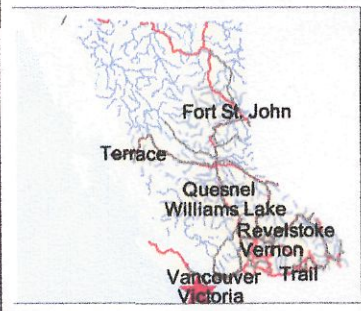 Fort St. John
Terrace
Quesnel
Williams Lake
Revelstoke
Vernon
Vancouver Trail
Victoria